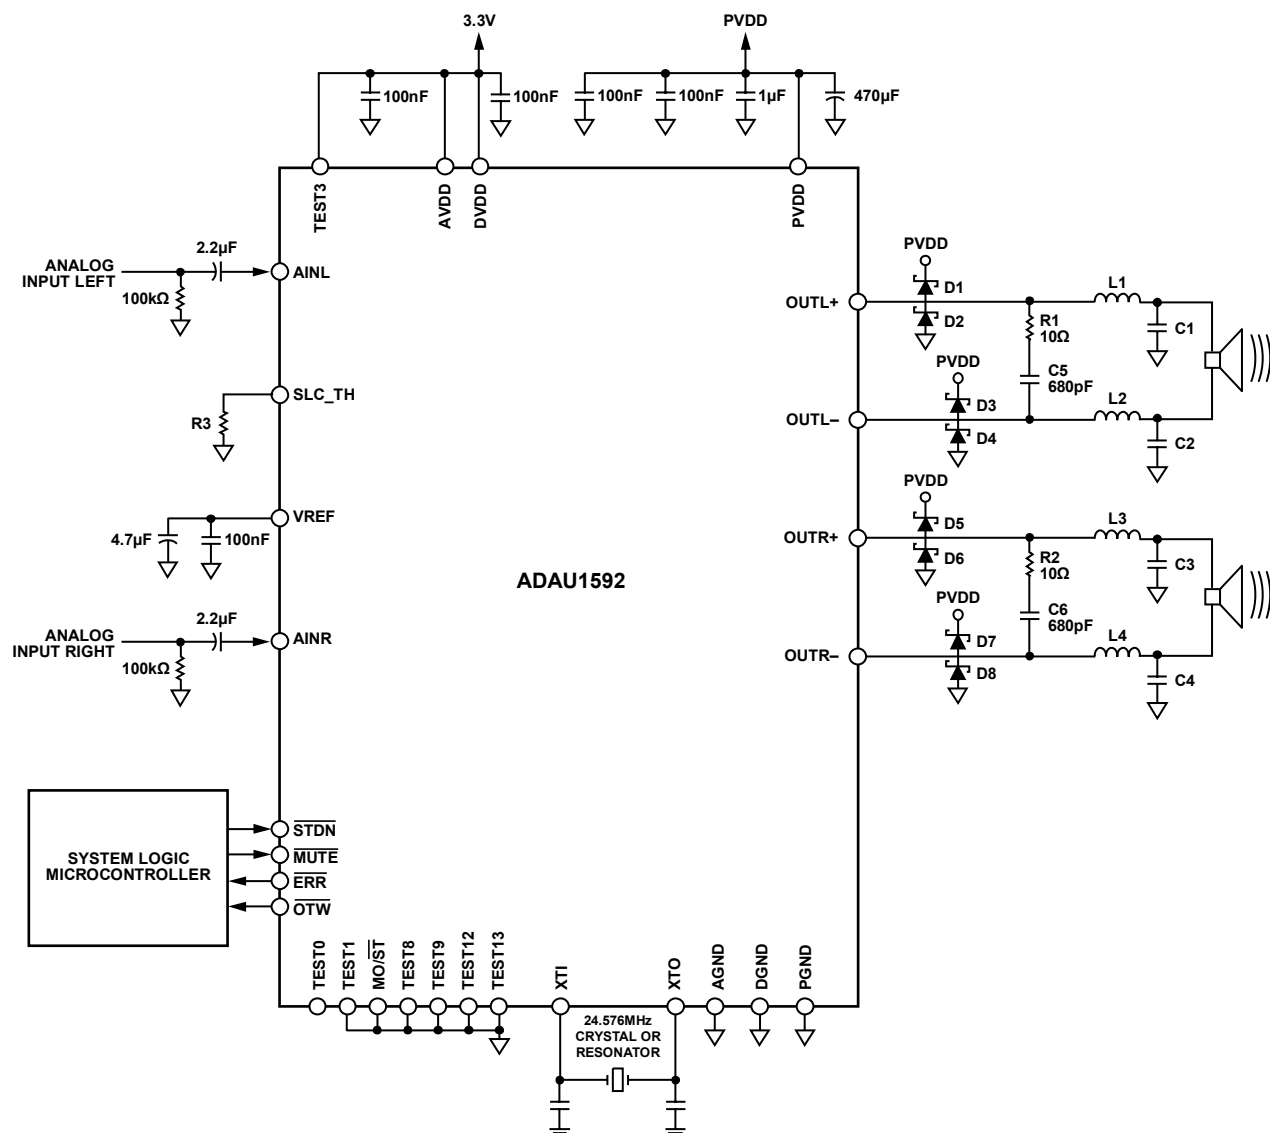 3.3V
PVDD
100nF
100nF
100nF
100nF
1µF
470µF
TEST3
AVDD
DVDD
PVDD
ANALOG
INPUT LEFT
2.2µF
100kΩ
AINL
SLC_TH
R3
VREF
4.7µF
100nF
ANALOG
INPUT RIGHT
2.2µF
100kΩ
AINR
ADAU1592
PVDD
D1
D2
OUTL+
R1
10Ω
C5
680pF
L1
C1
PVDD
D3
D4
OUTL–
L2
C2
PVDD
D5
D6
OUTR+
R2
10Ω
C6
680pF
L3
C3
PVDD
D7
D8
OUTR–
L4
C4
SYSTEM LOGIC
MICROCONTROLLER
STDN
MUTE
ERR
OTW
TEST0
TEST1
MO/ST
TEST8
TEST9
TEST12
TEST13
XTI
XTO
AGND
DGND
PGND
24.576MHz
CRYSTAL OR
RESONATOR